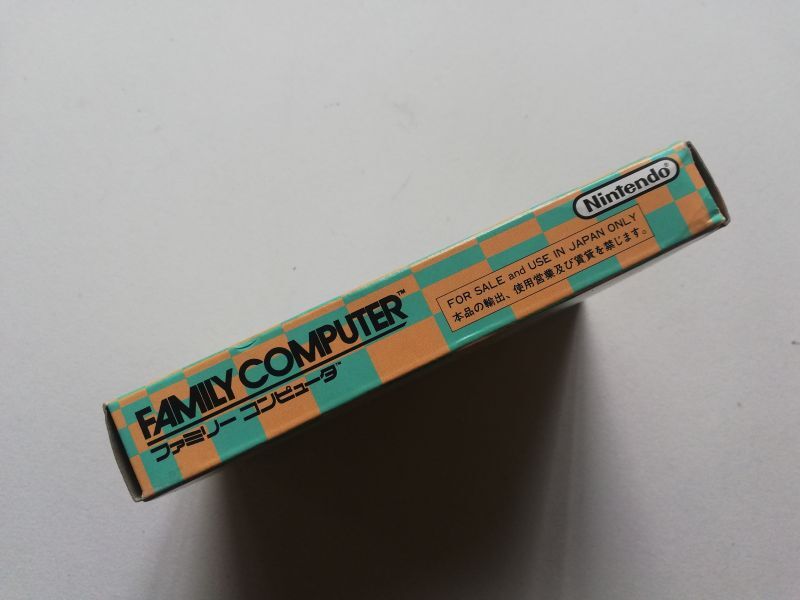 FAMILY COMPUTER™
ファミリーコンピュータ™
FOR SALE and USE IN JAPAN ONLY
本品の輸出、使用営業及び賃貸を禁じます。
Nintendo®